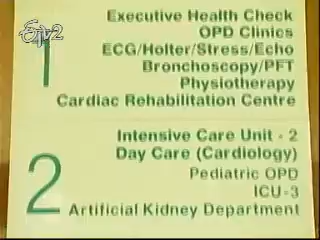 Executive Health Check
OPD Clinics
ECG/Holter/Stress/Echo
Bronchoscopy/PFT
Physiotherapy
Cardiac Rehabilitation Centre
1
Intensive Care Unit - 2
Day Care (Cardiology)
Pediatric OPD
ICU-3
Artificial Kidney Department
2